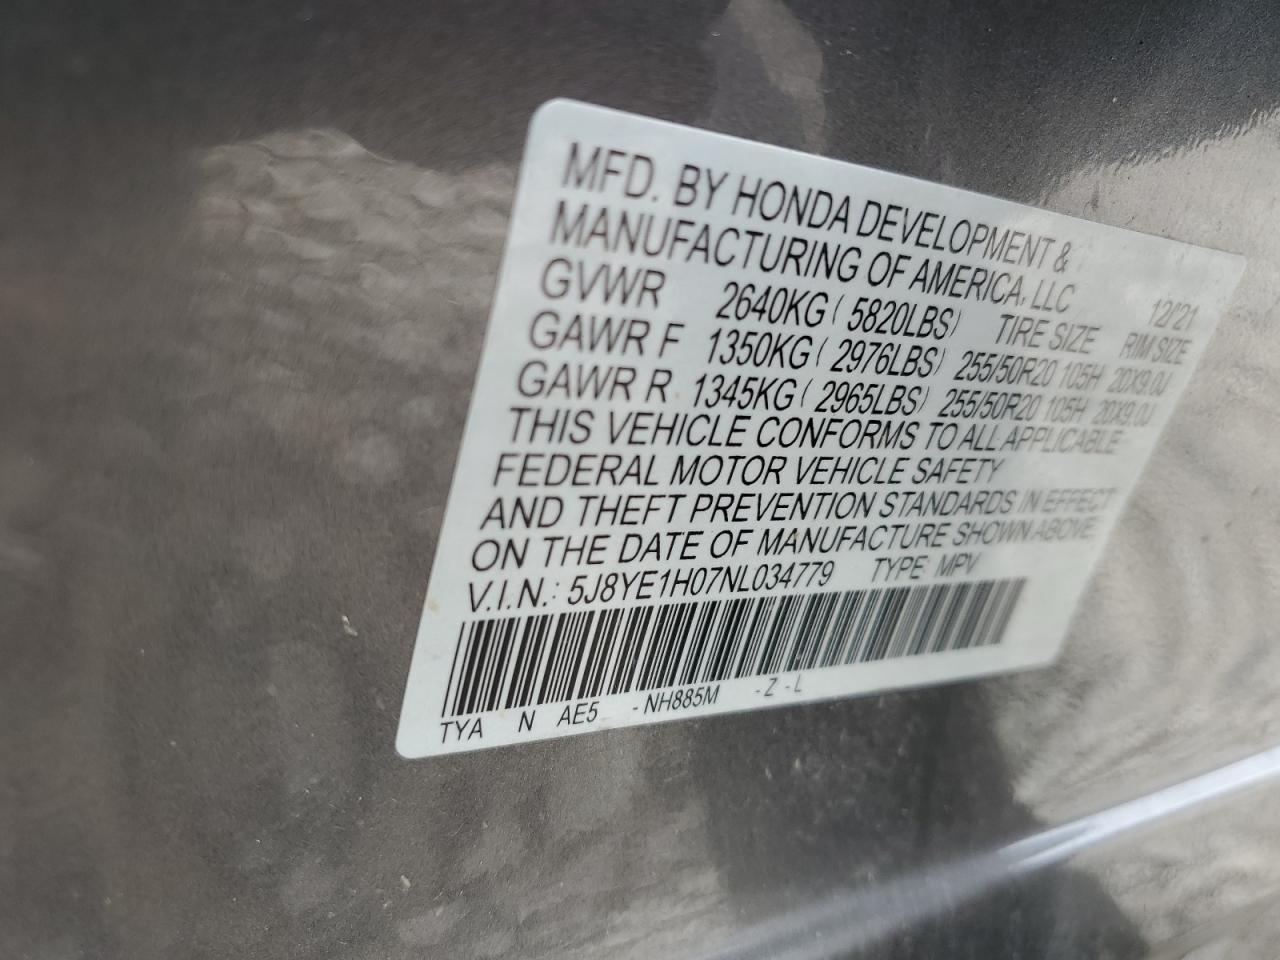 MFD. BY HONDA DEVELOPMENT &
MANUFACTURING OF AMERICA, LLC 12/21
GVWR 2640KG ( 5820LBS) TIRE SIZE RIM SIZE
GAWR F 1350KG ( 2976LBS) 255/50R20 105H 20X9.0J
GAWR R 1345KG ( 2965LBS) 255/50R20 105H 20X9.0J
THIS VEHICLE CONFORMS TO ALL APPLICABLE
FEDERAL MOTOR VEHICLE SAFETY
AND THEFT PREVENTION STANDARDS IN EFFECT
ON THE DATE OF MANUFACTURE SHOWN ABOVE.
V.I.N.: 5J8YE1H07NL034779 TYPE: MPV
TYA N AE5 -NH885M -Z -L